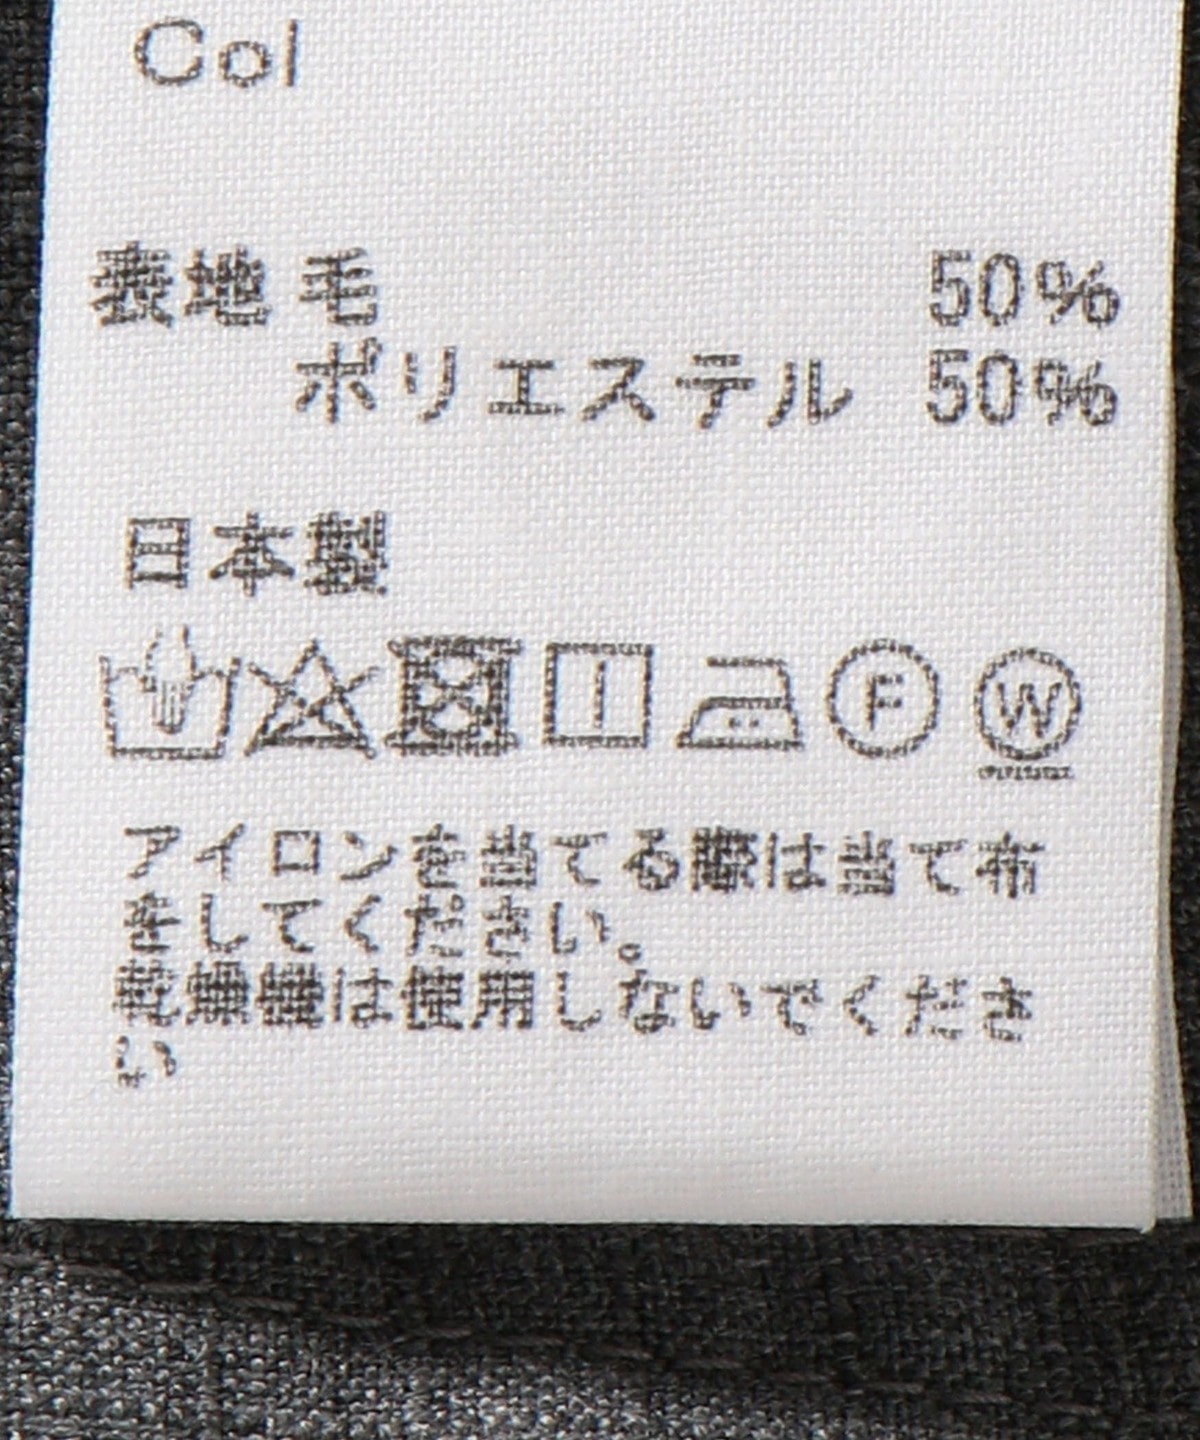 Col
表地 毛 50%
ポリエステル 50%
日本製
F W
アイロンを当てる際は当て布
をしてください。
乾燥機は使用しないでくださ
い